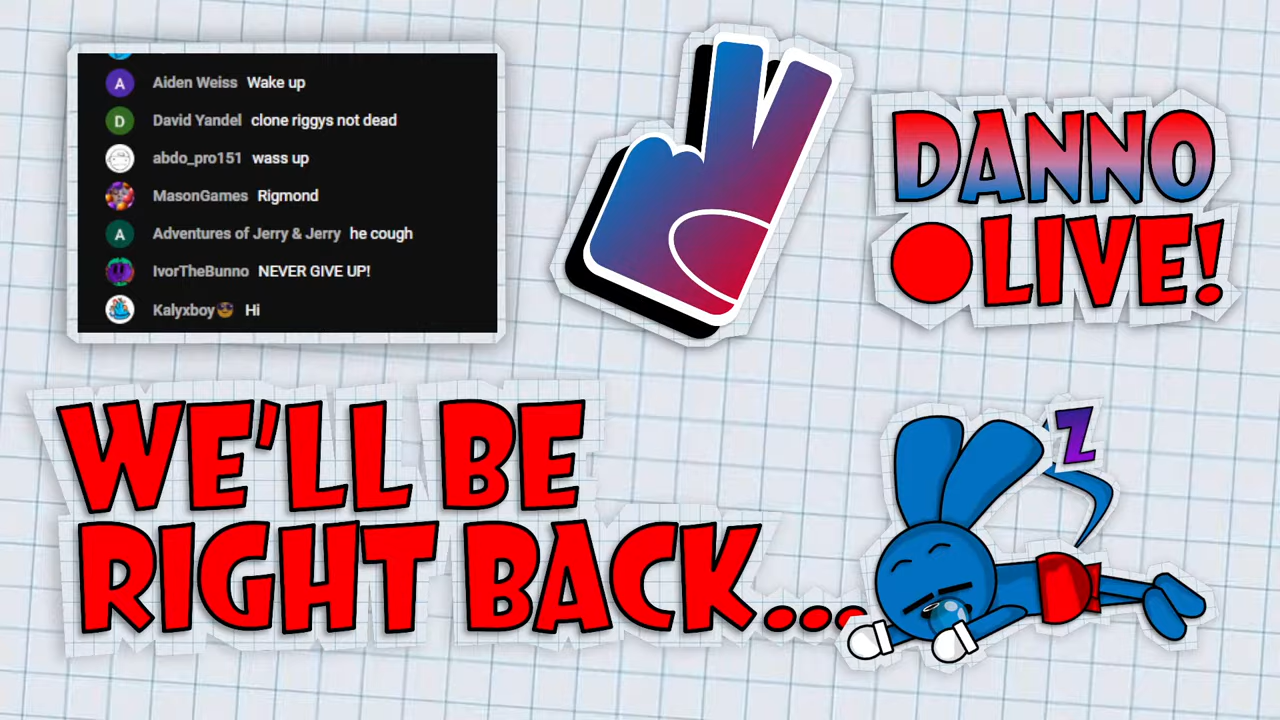 Aiden Weiss Wake up
David Yandel clone riggys not dead
abdo_pro151 wass up
MasonGames Rigmond
Adventures of Jerry & Jerry he cough
IvorTheBunno NEVER GIVE UP!
Kalyxboy😎 Hi
DANNO
LIVE!
WE'LL BE
RIGHT BACK...
Z